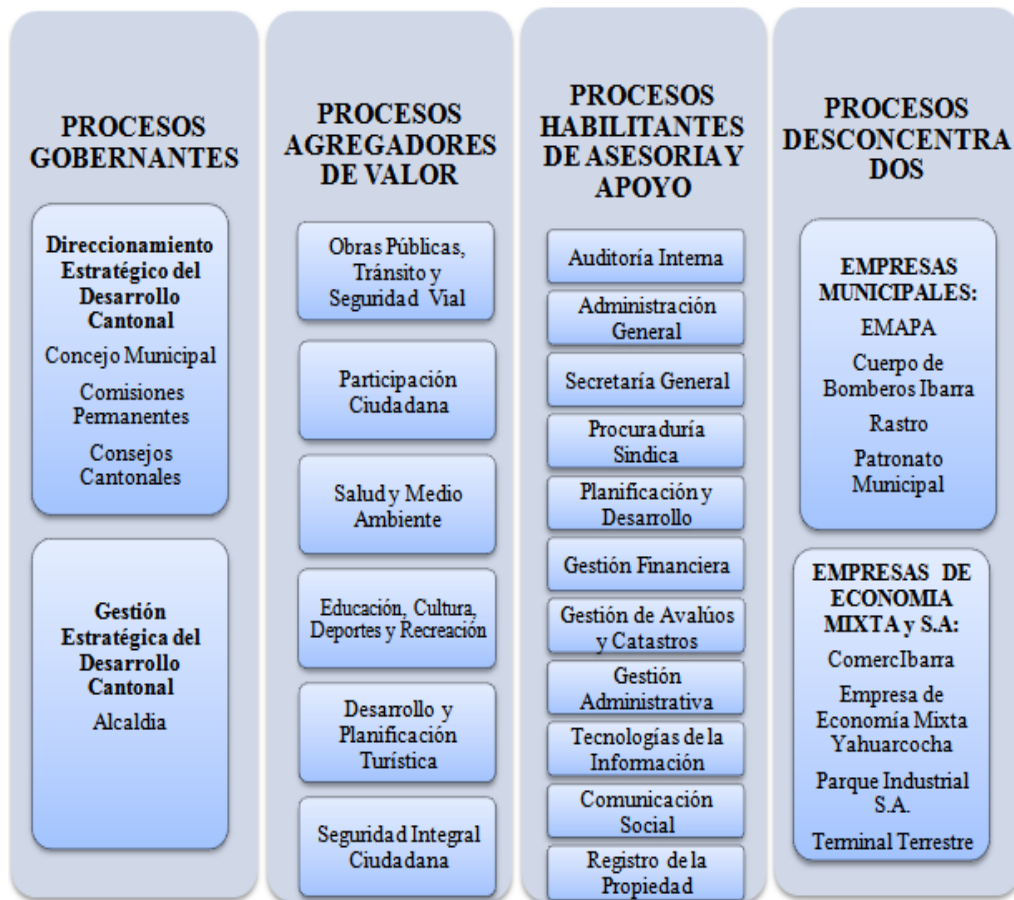 PROCESOS
GOBERNANTES
Direccionamiento
Estratégico del
Desarrollo
Cantonal
Concejo Municipal
Comisiones
Permanentes
Consejos
Cantonales
Gestión
Estratégica del
Desarrollo
Cantonal
Alcaldia
PROCESOS
AGREGADORES
DE VALOR
Obras Públicas,
Tránsito y
Seguridad Vial
Participación
Ciudadana
Salud y Medio
Ambiente
Educación, Cultura,
Deportes y Recreación
Desarrollo y
Planificación
Turística
Seguridad Integral
Ciudadana
PROCESOS
HABILITANTES
DE ASESORIA Y
APOYO
Auditoría Interna
Administración
General
Secretaría General
Procuraduría
Sindica
Planificación y
Desarrollo
Gestión Financiera
Gestión de Avalúos
y Catastros
Gestión
Administrativa
Tecnologías de la
Información
Comunicación
Social
Registro de la
Propiedad
PROCESOS
DESCONCENTRA
DOS
EMPRESAS
MUNICIPALES:
EMAPA
Cuerpo de
Bomberos Ibarra
Rastro
Patronato
Municipal
EMPRESAS DE
ECONOMIA
MIXTA y S.A:
ComercIbarra
Empresa de
Economía Mixta
Yahuarcocha
Parque Industrial
S.A.
Terminal Terrestre